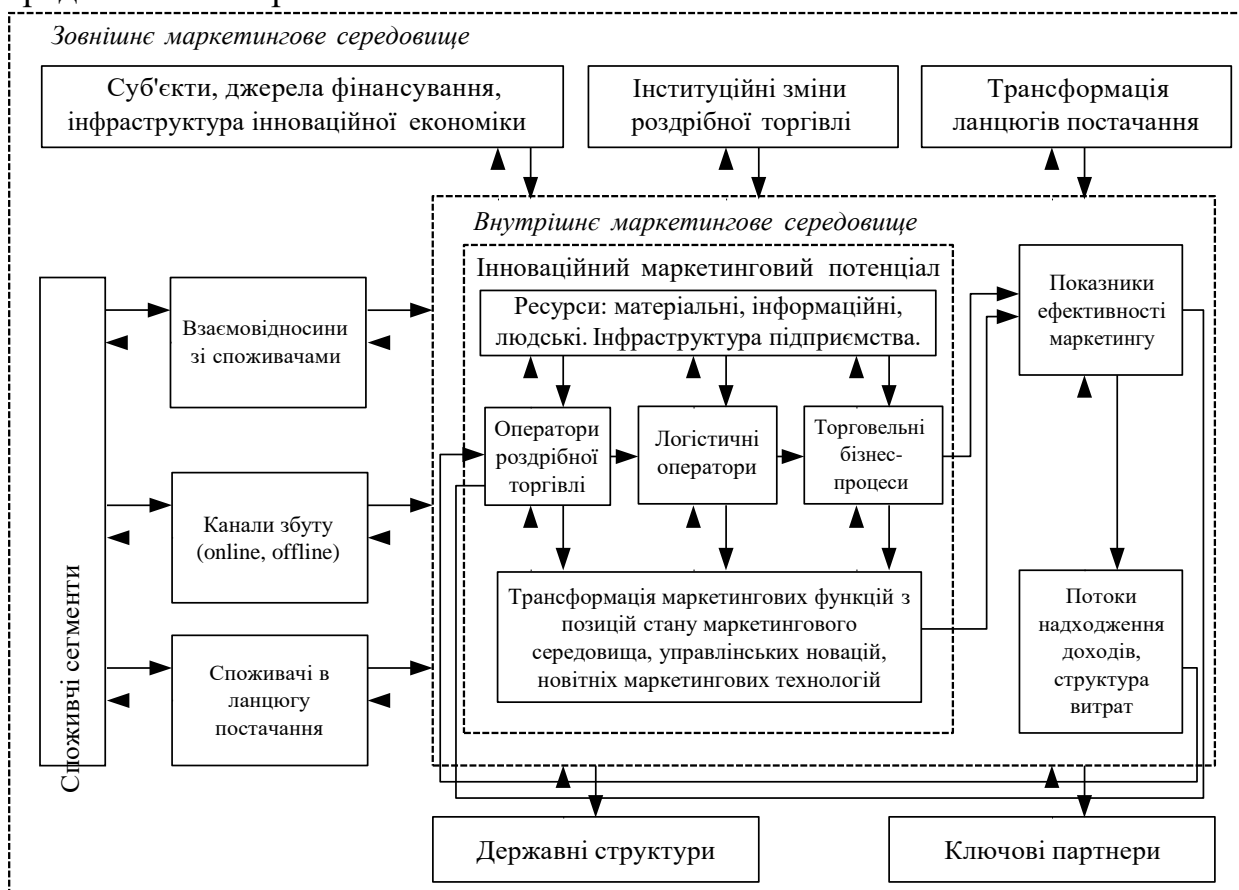 Зовнішнє маркетингове середовище
Суб'єкти, джерела фінансування,
інфраструктура інноваційної економіки
Інституційні зміни
роздрібної торгівлі
Трансформація
ланцюгів постачання
Внутрішнє маркетингове середовище
Інноваційний маркетинговий потенціал
Ресурси: матеріальні, інформаційні,
людські. Інфраструктура підприємства.
Показники
ефективності
маркетингу
Споживчі сегменти
Взаємовідносини
зі споживачами
Оператори
роздрібної
торгівлі
Логістичні
оператори
Торговельні
бізнес-
процеси
Канали збуту
(online, offline)
Трансформація маркетингових функцій з
позицій стану маркетингового
середовища, управлінських новацій,
новітніх маркетингових технологій
Потоки
надходження
доходів,
структура
витрат
Споживачі в
ланцюгу
постачання
Державні структури
Ключові партнери